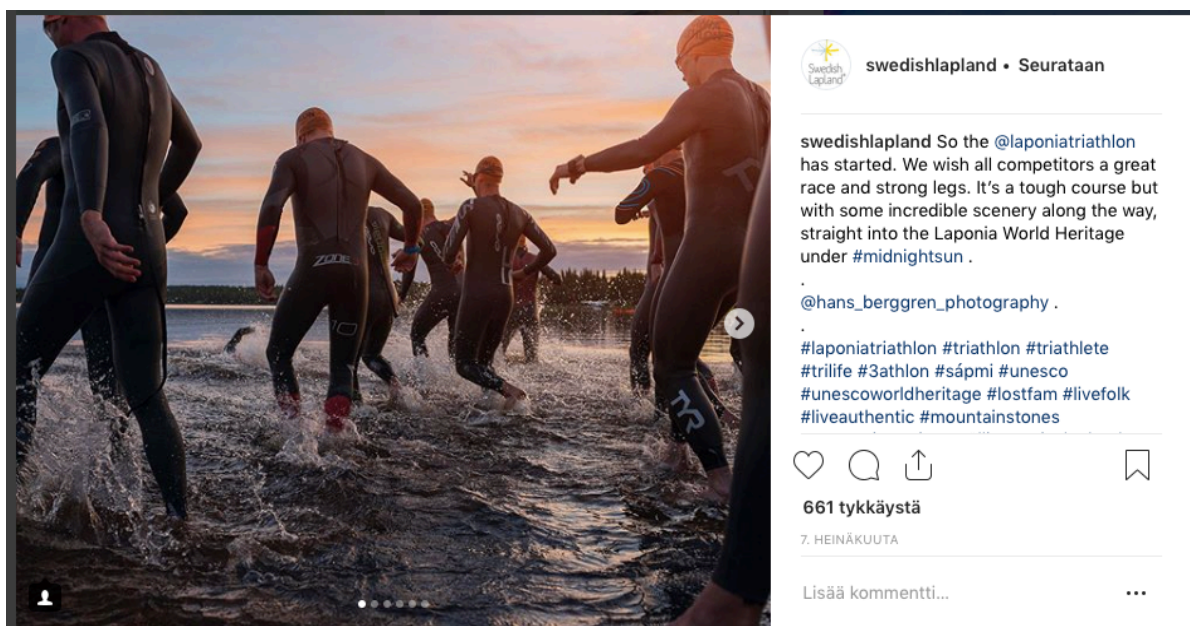 Swedish
Lapland
swedishlapland • Seurataan
swedishlapland So the @laponiatriathlon
has started. We wish all competitors a great
race and strong legs. It's a tough course but
with some incredible scenery along the way,
straight into the Laponia World Heritage
under #midnightsun .
.
@hans_berggren_photography .
.
#laponiatriathlon #triathlon #triathlete
#trilife #3athlon #sápmi #unesco
#unescoworldheritage #lostfam #livefolk
#liveauthentic #mountainstones
661 tykkäystä
7. HEINÄKUUTA
Lisää kommentti...
ZONE
TYR
TYR